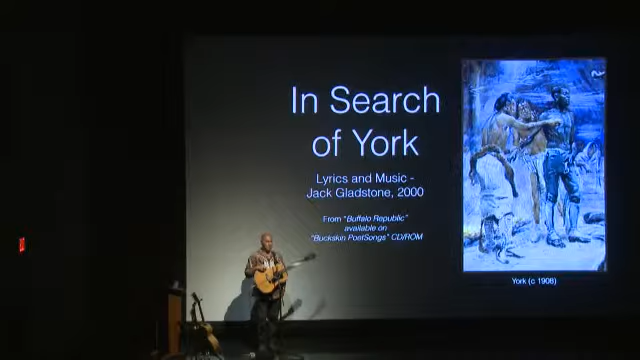 In Search
of York
Lyrics and Music -
Jack Gladstone, 2000
From "Buffalo Republic"
available on
"Buckskin PoetSongs" CD/ROM
York (c 1908)